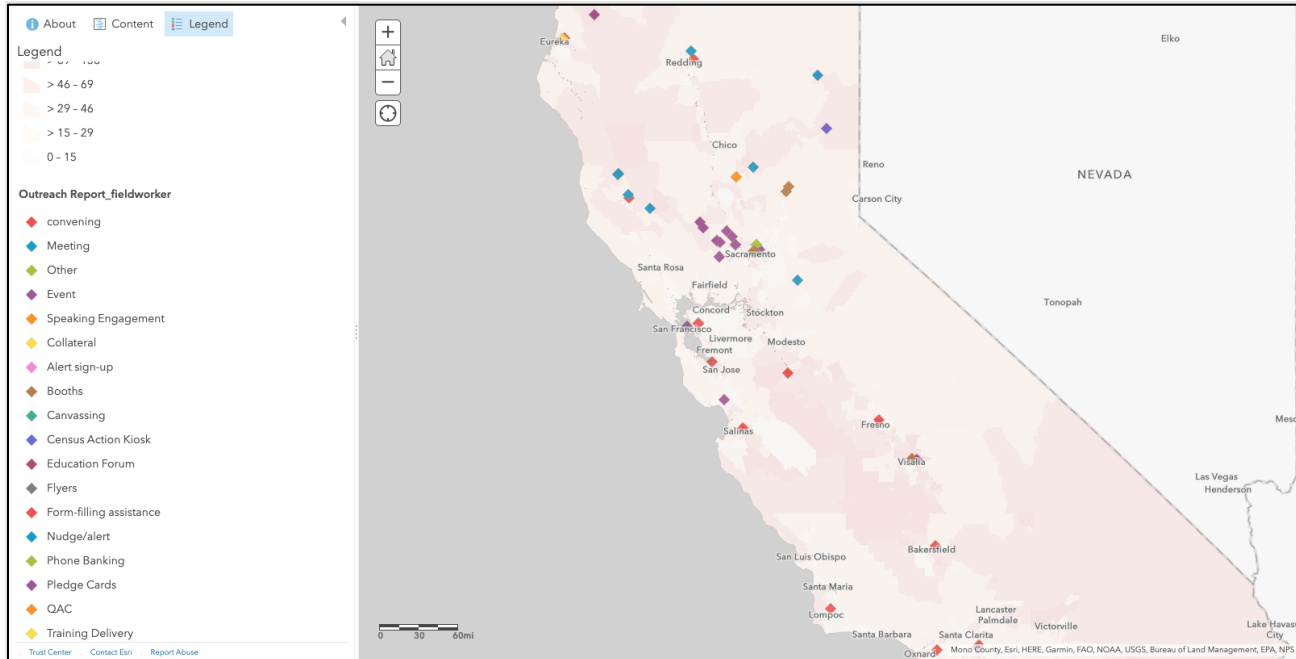 About Content Legend
Legend
> 46 – 69
> 29 – 46
> 15 – 29
0 – 15
Outreach Report_fieldworker
convening
Meeting
Other
Event
Speaking Engagement
Collateral
Alert sign-up
Booths
Canvassing
Census Action Kiosk
Education Forum
Flyers
Form-filling assistance
Nudge/alert
Phone Banking
Pledge Cards
QAC
Training Delivery
Trust Center Contact Esri Report Abuse
Eureka
Redding
Elko
Chico
Reno
NEVADA
Carson City
Sacramento
Santa Rosa
Fairfield
Tonopah
Concord
Stockton
San Francisco
Livermore
Modesto
Fremont
San Jose
Salinas
Fresno
Visalia
Las Vegas
Henderson
Bakersfield
San Luis Obispo
Santa Maria
Lompoc
Lancaster
Palmdale
Victorville
Lake Havasu
City
Santa Barbara
Santa Clarita
Oxnard
0 30 60mi
Mono County, Esri, HERE, Garmin, FAO, NOAA, USGS, Bureau of Land Management, EPA, NPS